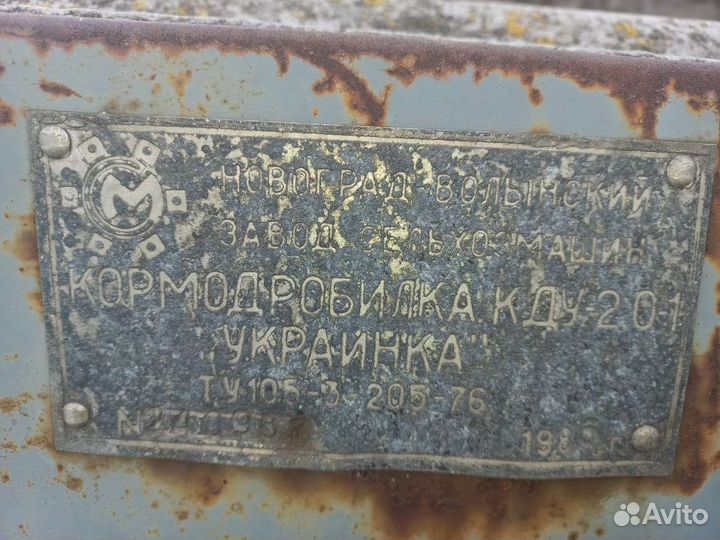 НОВОГРАД-ВОЛЫНСКИЙ
ЗАВОД СЕЛЬХОЗМАШИН
КОРМОДРОБИЛКА КДУ-2 0-1
"УКРАИНКА"
ТУ105-3-205-76
Avito